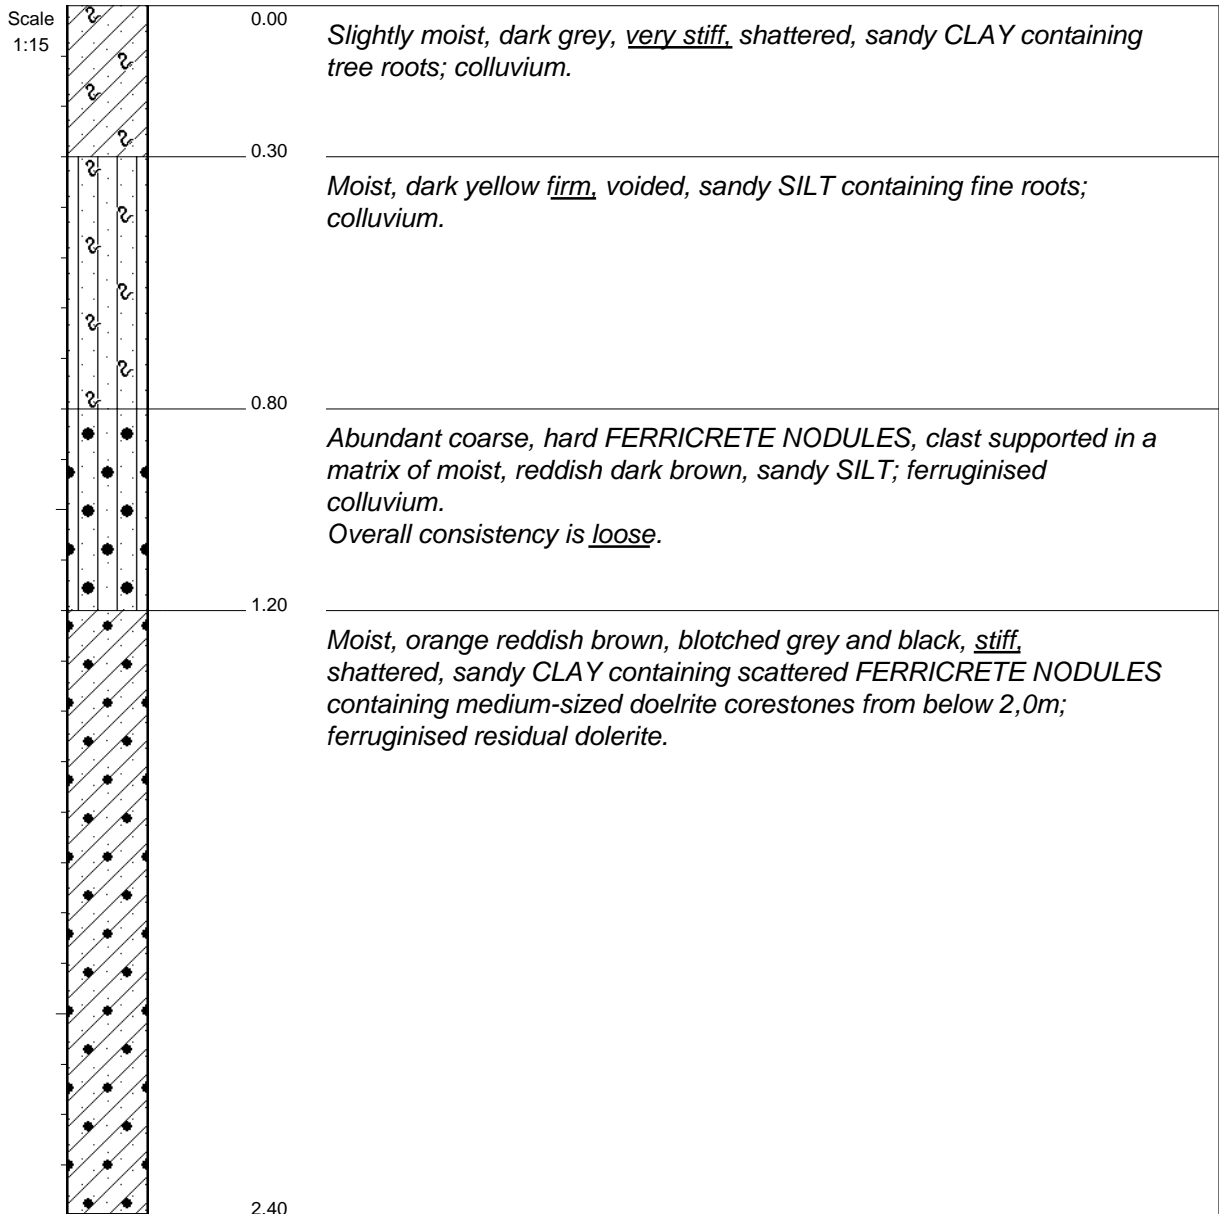 Scale
1:15
0.00
Slightly moist, dark grey, very stiff, shattered, sandy CLAY containing
tree roots; colluvium.
0.30
Moist, dark yellow firm, voided, sandy SILT containing fine roots;
colluvium.
0.80
Abundant coarse, hard FERRICRETE NODULES, clast supported in a
matrix of moist, reddish dark brown, sandy SILT; ferruginised
colluvium.
Overall consistency is loose.
1.20
Moist, orange reddish brown, blotched grey and black, stiff,
shattered, sandy CLAY containing scattered FERRICRETE NODULES
containing medium-sized doelrite corestones from below 2,0m;
ferruginised residual dolerite.
2.40